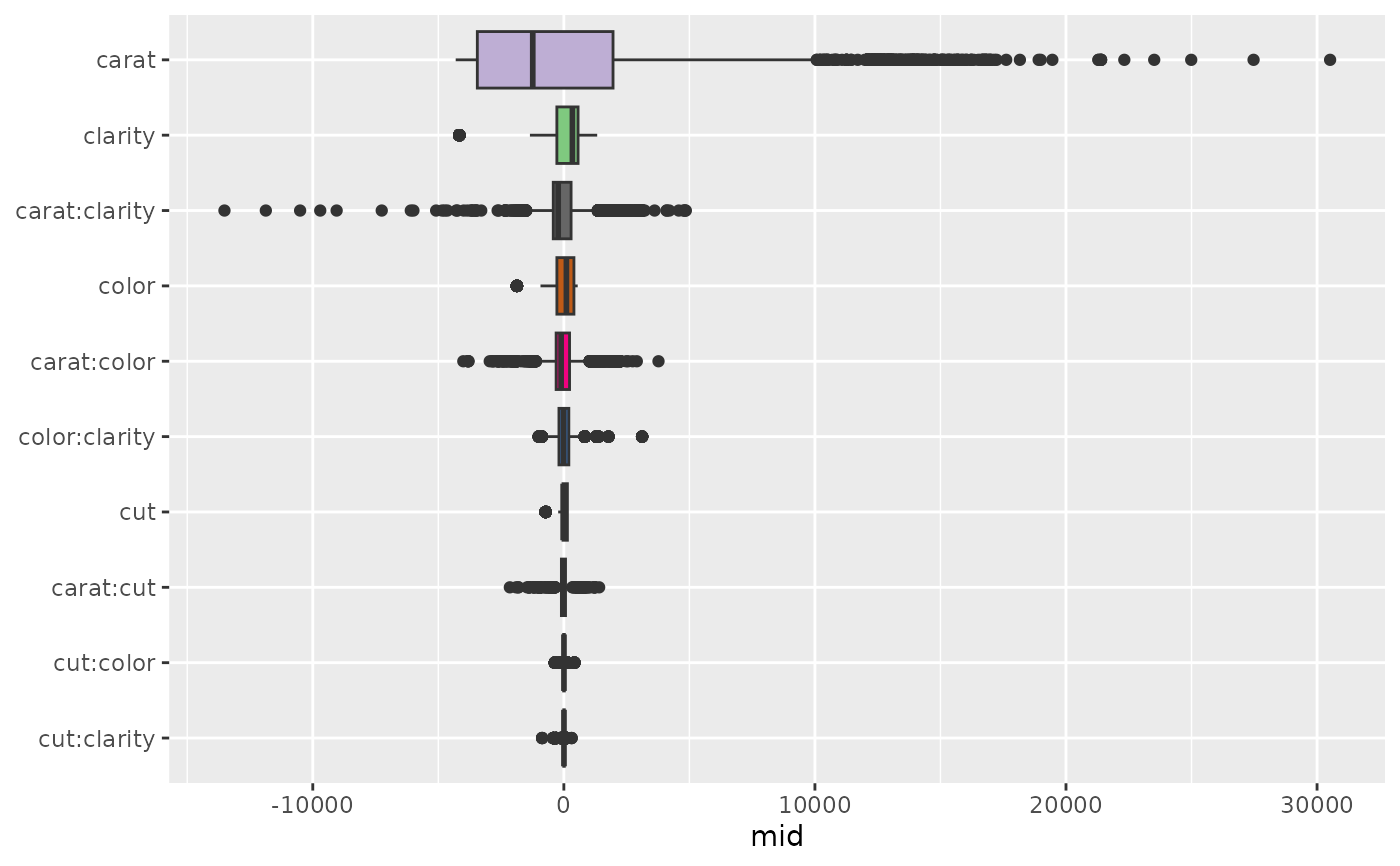 carat
clarity
carat:clarity
color
carat:color
color:clarity
cut
carat:cut
cut:color
cut:clarity
-10000 0 10000 20000 30000
mid